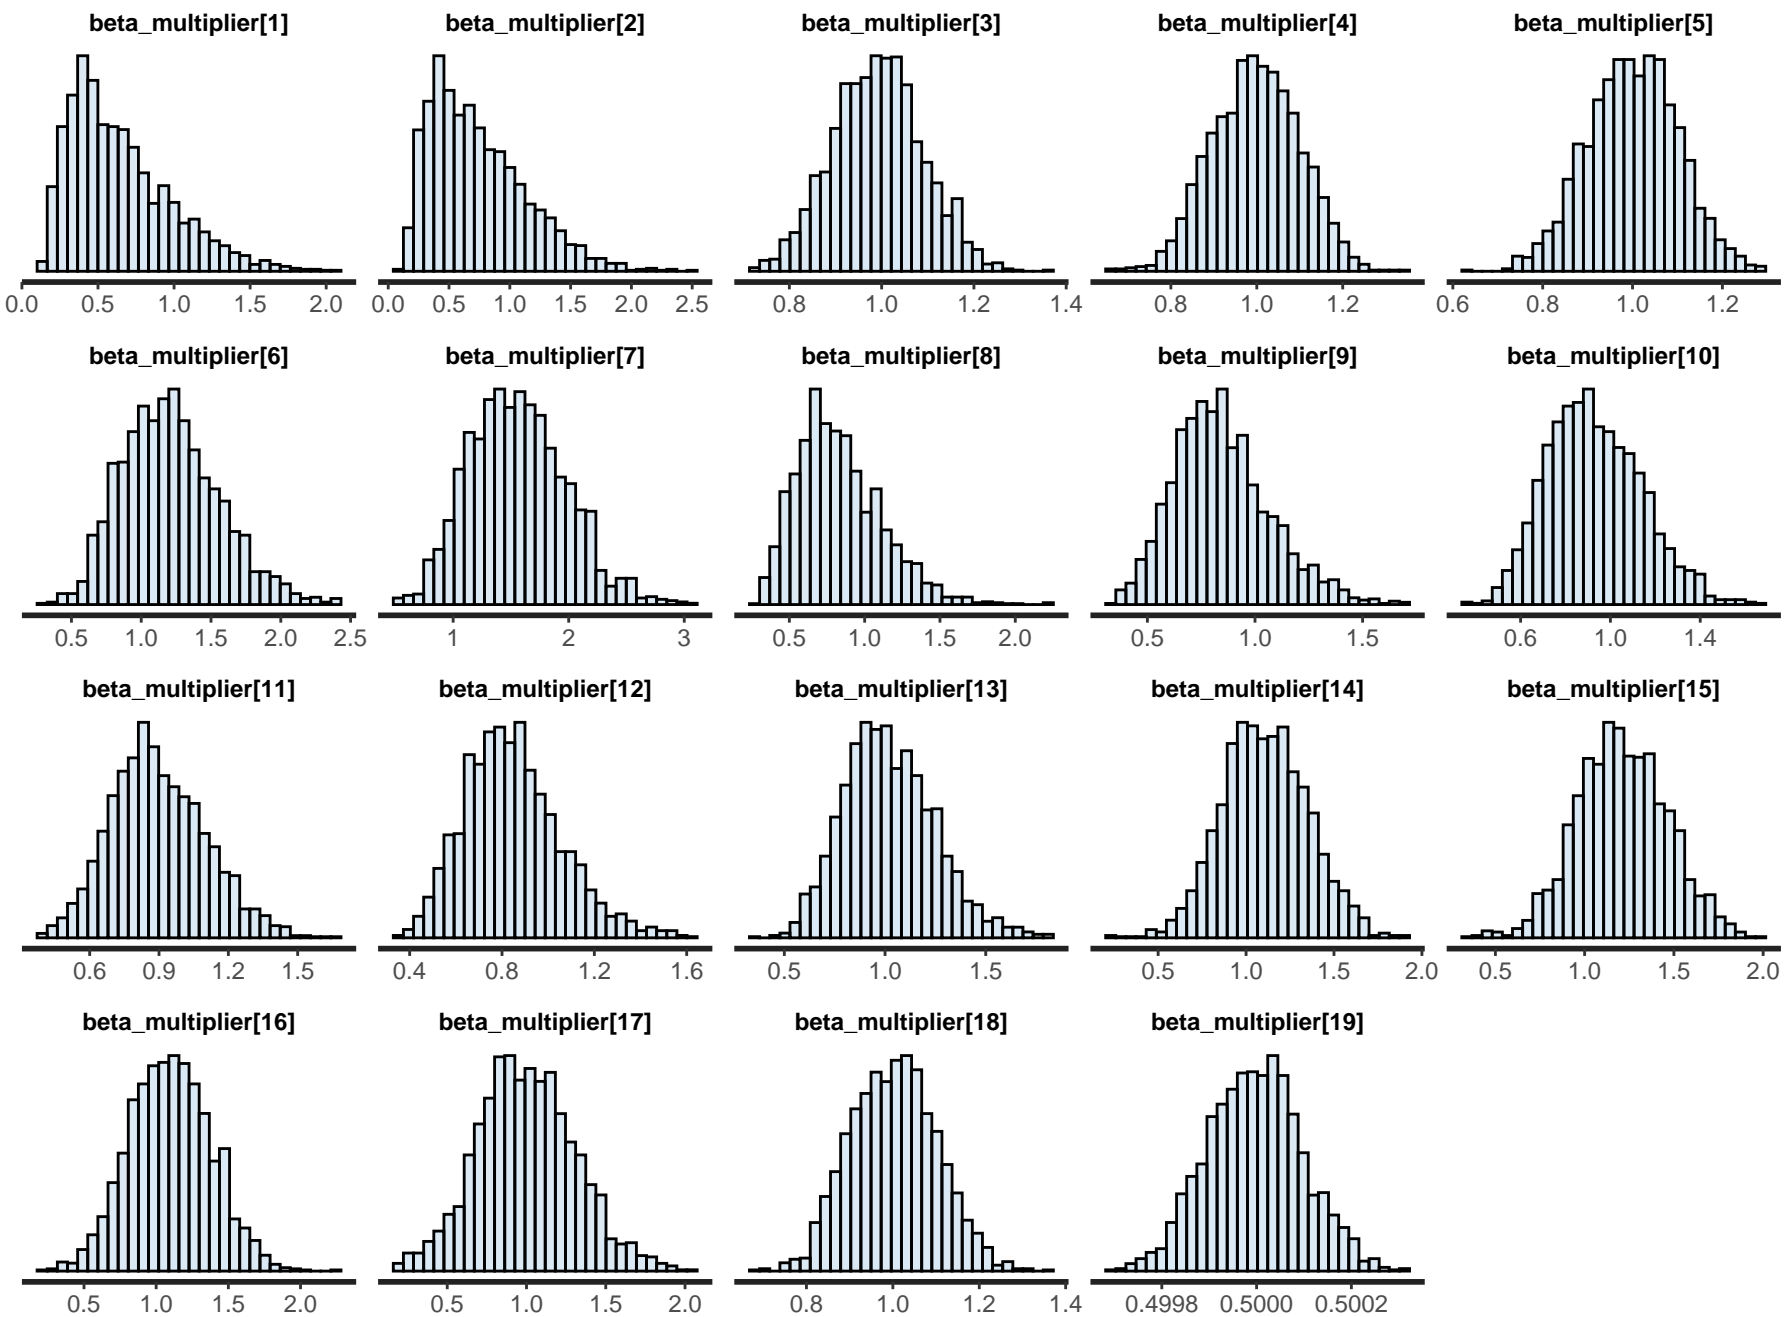 beta_multiplier[1] beta_multiplier[2] beta_multiplier[3] beta_multiplier[4] beta_multiplier[5]
0.0 0.5 1.0 1.5 2.0 0.0 0.5 1.0 1.5 2.0 2.5 0.8 1.0 1.2 1.4 0.8 1.0 1.2 0.6 0.8 1.0 1.2
beta_multiplier[6] beta_multiplier[7] beta_multiplier[8] beta_multiplier[9] beta_multiplier[10]
0.5 1.0 1.5 2.0 2.5 1 2 3 0.5 1.0 1.5 2.0 0.5 1.0 1.5 0.6 1.0 1.4
beta_multiplier[11] beta_multiplier[12] beta_multiplier[13] beta_multiplier[14] beta_multiplier[15]
0.6 0.9 1.2 1.5 0.4 0.8 1.2 1.6 0.5 1.0 1.5 0.5 1.0 1.5 2.0 0.5 1.0 1.5 2.0
beta_multiplier[16] beta_multiplier[17] beta_multiplier[18] beta_multiplier[19]
0.5 1.0 1.5 2.0 0.5 1.0 1.5 2.0 0.8 1.0 1.2 1.4 0.4998 0.5000 0.5002